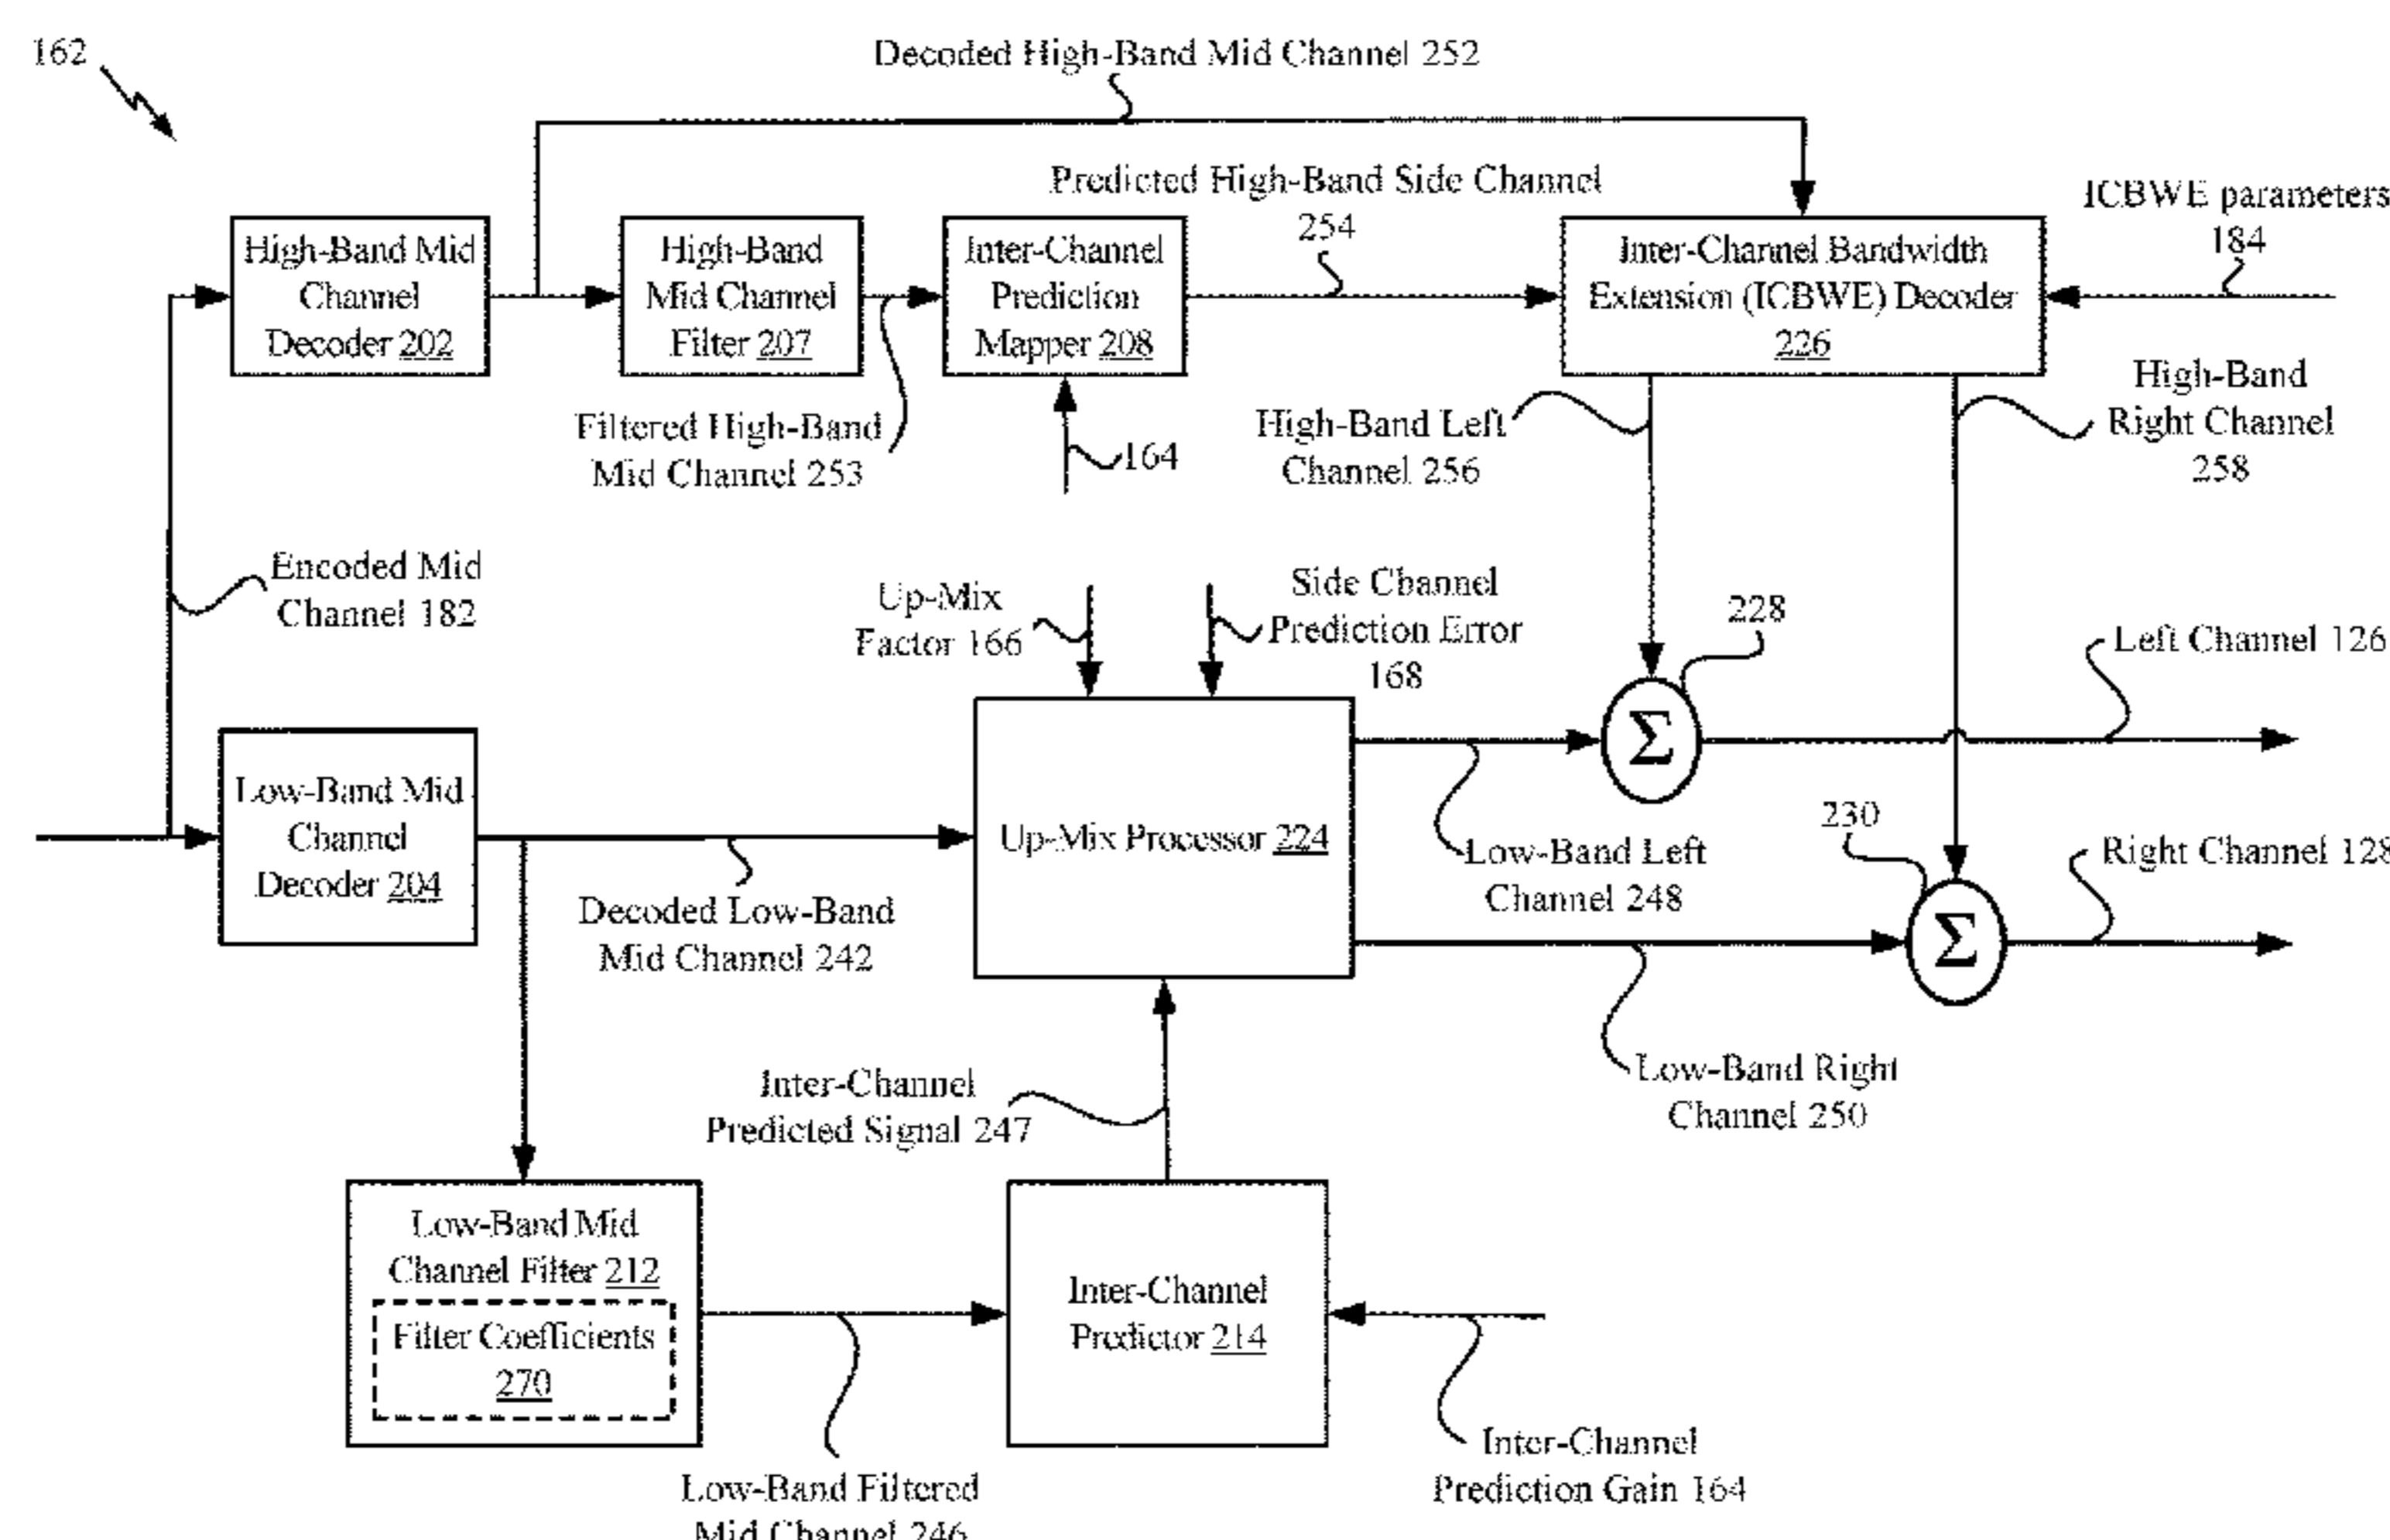 162
Decoded High-Band Mid Channel 252
Predicted High-Band Side Channel
254
ICBWE parameters
184
High-Band Mid
Channel
Decoder 202
High-Band
Mid Channel
Filter 207
Inter-Channel
Prediction
Mapper 208
Inter-Channel Bandwidth
Extension (ICBWE) Decoder
226
Filtered High-Band
Mid Channel 253
164
High-Band Left
Channel 256
High-Band
Right Channel
258
Encoded Mid
Channel 182
Up-Mix
Factor 166
Side Channel
Prediction Error
168
228
Left Channel 126
Σ
Low-Band Mid
Channel
Decoder 204
Up-Mix Processor 224
Decoded Low-Band
Mid Channel 242
Low-Band Left
Channel 248
230
Right Channel 128
Σ
Inter-Channel
Predicted Signal 247
Low-Band Right
Channel 250
Low-Band Mid
Channel Filter 212
Filter Coefficients
270
Inter-Channel
Predictor 214
Low-Band Filtered
Mid Channel 246
Inter-Channel
Prediction Gain 164